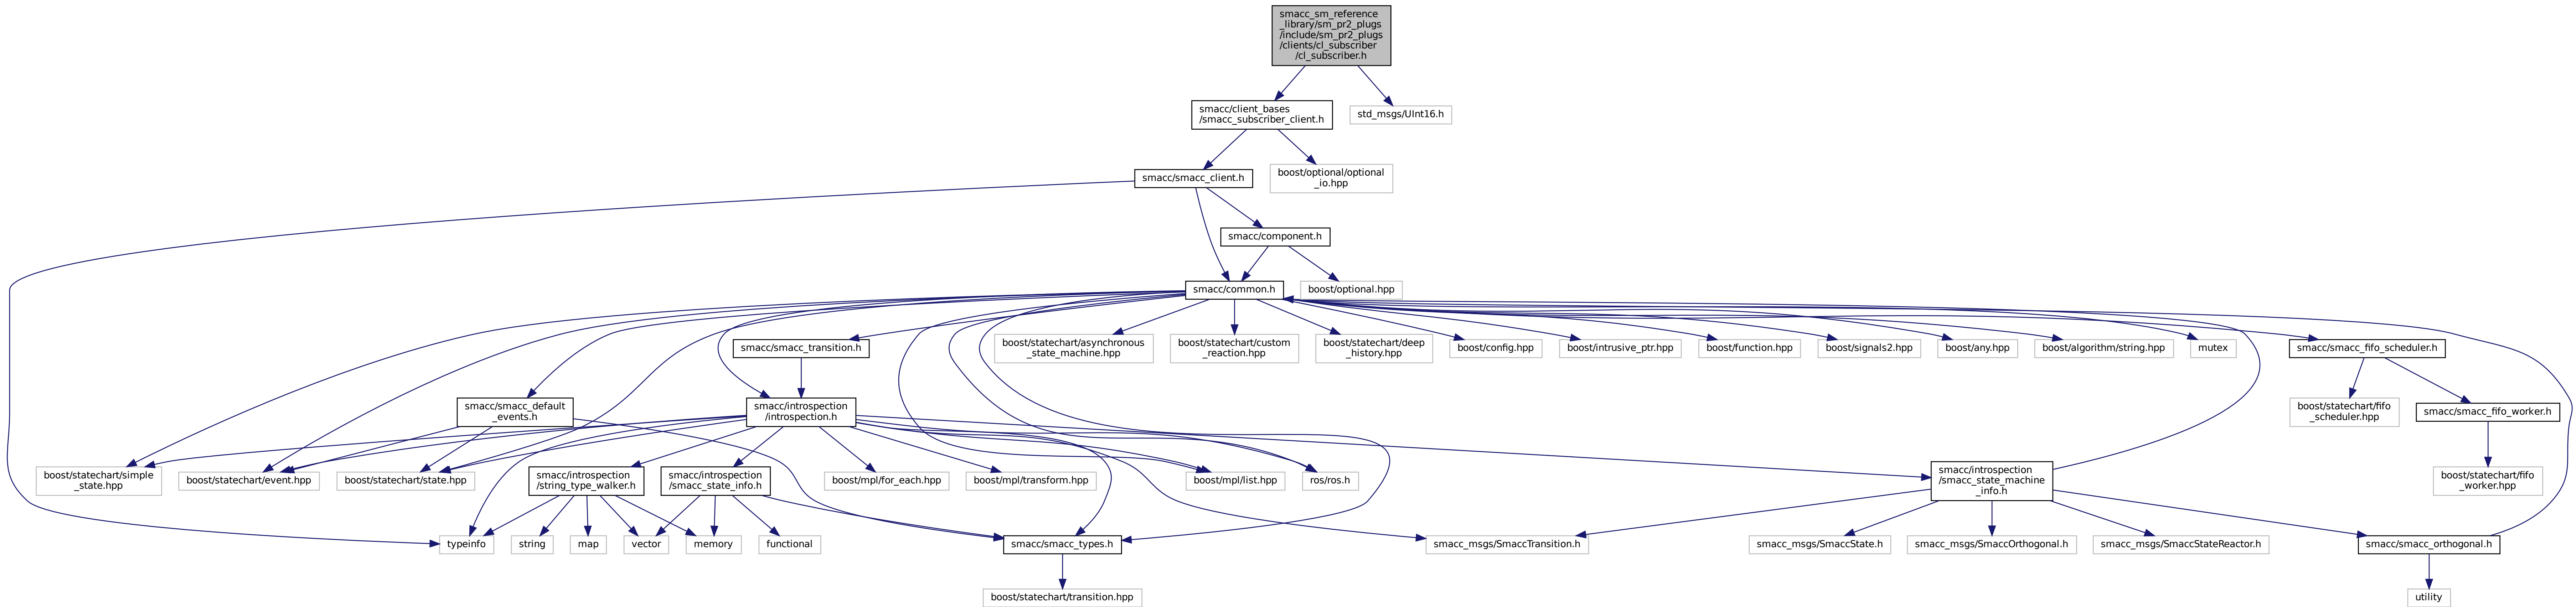 smacc_sm_reference
_library/sm_pr2_plugs
/include/sm_pr2_plugs
/clients/cl_subscriber
/cl_subscriber.h
smacc/client_bases
/smacc_subscriber_client.h
std_msgs/UInt16.h
smacc/smacc_client.h
boost/optional/optional
_io.hpp
smacc/component.h
smacc/common.h
boost/optional.hpp
smacc/smacc_transition.h
boost/statechart/asynchronous
_state_machine.hpp
boost/statechart/custom
_reaction.hpp
boost/statechart/deep
_history.hpp
boost/config.hpp
boost/intrusive_ptr.hpp
boost/function.hpp
boost/signals2.hpp
boost/any.hpp
boost/algorithm/string.hpp
mutex
smacc/smacc_fifo_scheduler.h
smacc/smacc_default
_events.h
smacc/introspection
/introspection.h
boost/statechart/fifo
_scheduler.hpp
smacc/smacc_fifo_worker.h
boost/statechart/simple
_state.hpp
boost/statechart/event.hpp
boost/statechart/state.hpp
smacc/introspection
/string_type_walker.h
smacc/introspection
/smacc_state_info.h
boost/mpl/for_each.hpp
boost/mpl/transform.hpp
boost/mpl/list.hpp
ros/ros.h
smacc/introspection
/smacc_state_machine
_info.h
boost/statechart/fifo
_worker.hpp
typeinfo
string
map
vector
memory
functional
smacc/smacc_types.h
smacc_msgs/SmaccTransition.h
smacc_msgs/SmaccState.h
smacc_msgs/SmaccOrthogonal.h
smacc_msgs/SmaccStateReactor.h
smacc/smacc_orthogonal.h
boost/statechart/transition.hpp
utility